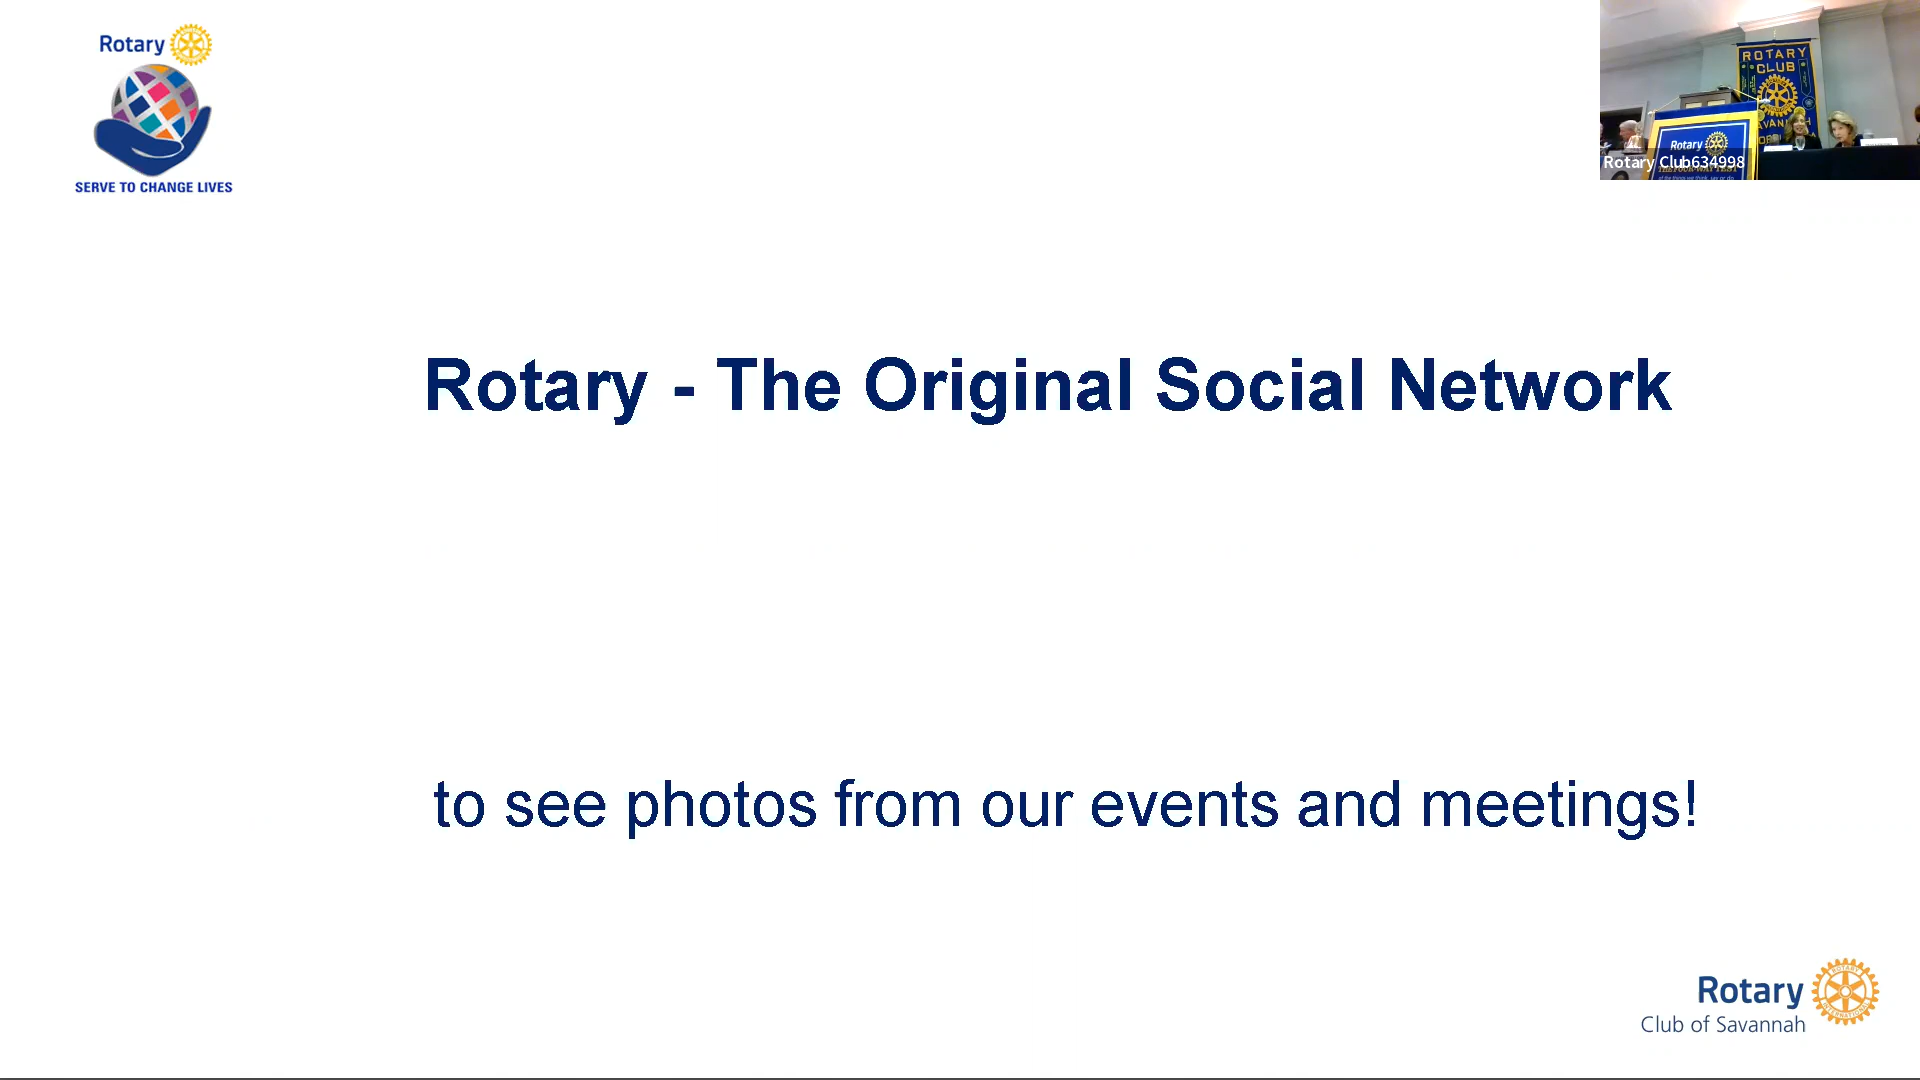 Rotary
SERVE TO CHANGE LIVES
ROTARY
CLUB
Rotary
Rotary Club634998
Rotary - The Original Social Network
to see photos from our events and meetings!
Rotary
Club of Savannah